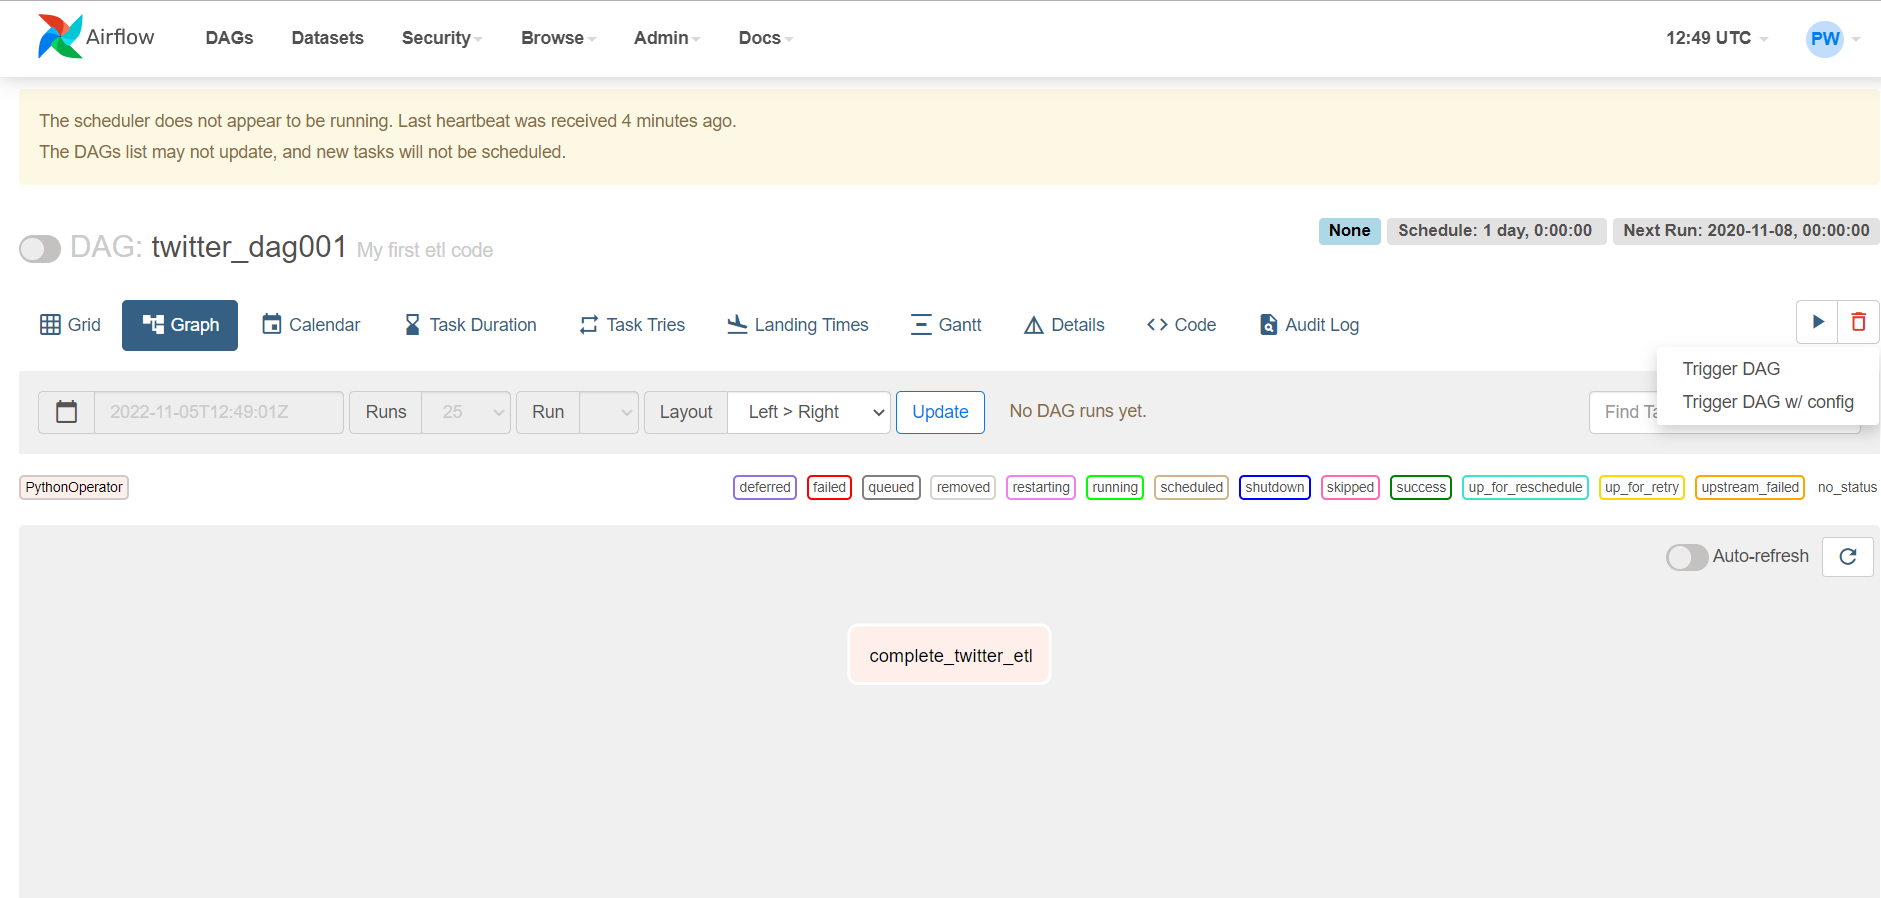 Airflow DAGs Datasets Security Browse Admin Docs 12:49 UTC PW
The scheduler does not appear to be running. Last heartbeat was received 4 minutes ago.
The DAGs list may not update, and new tasks will not be scheduled.
None Schedule: 1 day, 0:00:00 Next Run: 2020-11-08, 00:00:00
DAG: twitter_dag001 My first etl code
Grid Graph Calendar Task Duration Task Tries Landing Times Gantt Details Code Audit Log
Trigger DAG
Trigger DAG w/ config
2022-11-05T12:49:01Z Runs 25 Run Layout Left > Right Update No DAG runs yet. Find Ta
PythonOperator deferred failed queued removed restarting running scheduled shutdown skipped success up_for_reschedule up_for_retry upstream_failed no_status
Auto-refresh
complete_twitter_etl